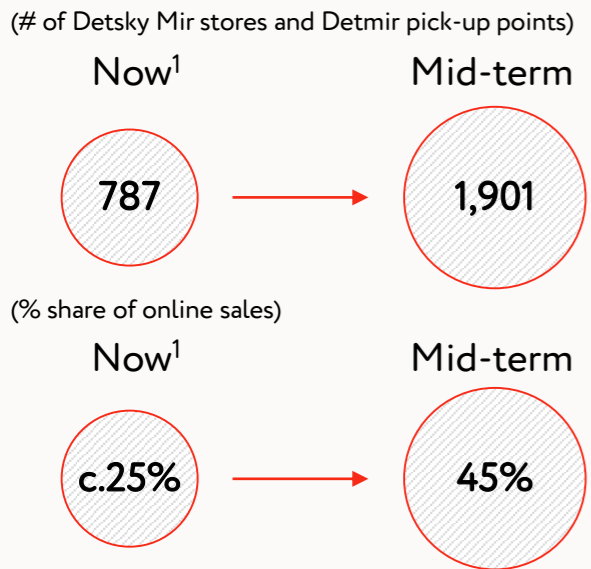 (# of Detsky Mir stores and Detmir pick-up points)
Now¹ Mid-term
787 1,901
(% share of online sales)
Now¹ Mid-term
c.25% 45%